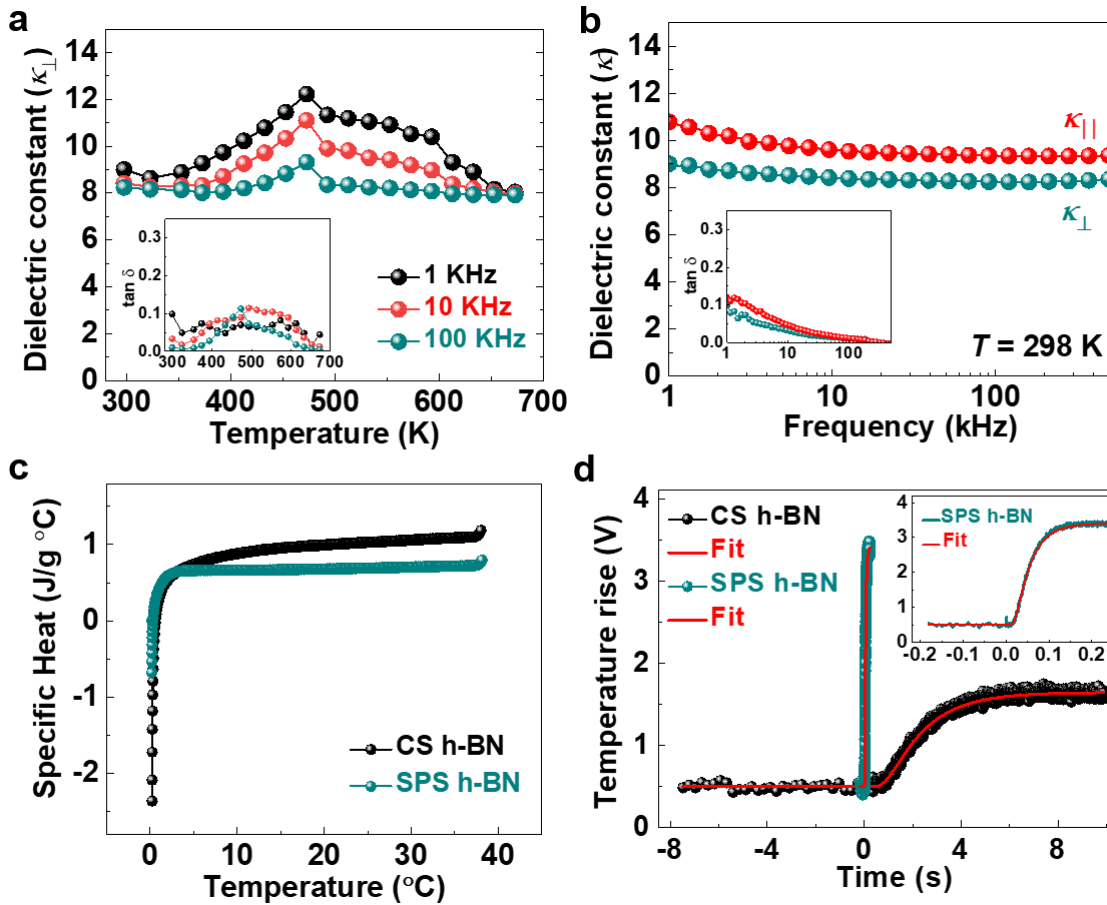 a
Dielectric constant (κ⊥)
14
12
10
8
6
4
2
0
300 400 500 600 700
Temperature (K)
1 KHz
10 KHz
100 KHz
tan δ
0.3
0.2
0.1
0.0
300 400 500 600 700
b
Dielectric constant (κ)
14
12
10
8
6
4
2
0
1 10 100
Frequency (kHz)
κ||
κ⊥
T = 298 K
tan δ
0.3
0.2
0.1
0.0
1 10 100
c
Specific Heat (J/g °C)
1
0
-1
-2
0 10 20 30 40
Temperature (°C)
CS h-BN
SPS h-BN
d
Temperature rise (V)
4
3
2
1
0
-8 -4 0 4 8
Time (s)
CS h-BN
Fit
SPS h-BN
Fit
4
3
2
1
0
-0.2 -0.1 0.0 0.1 0.2
SPS h-BN
Fit